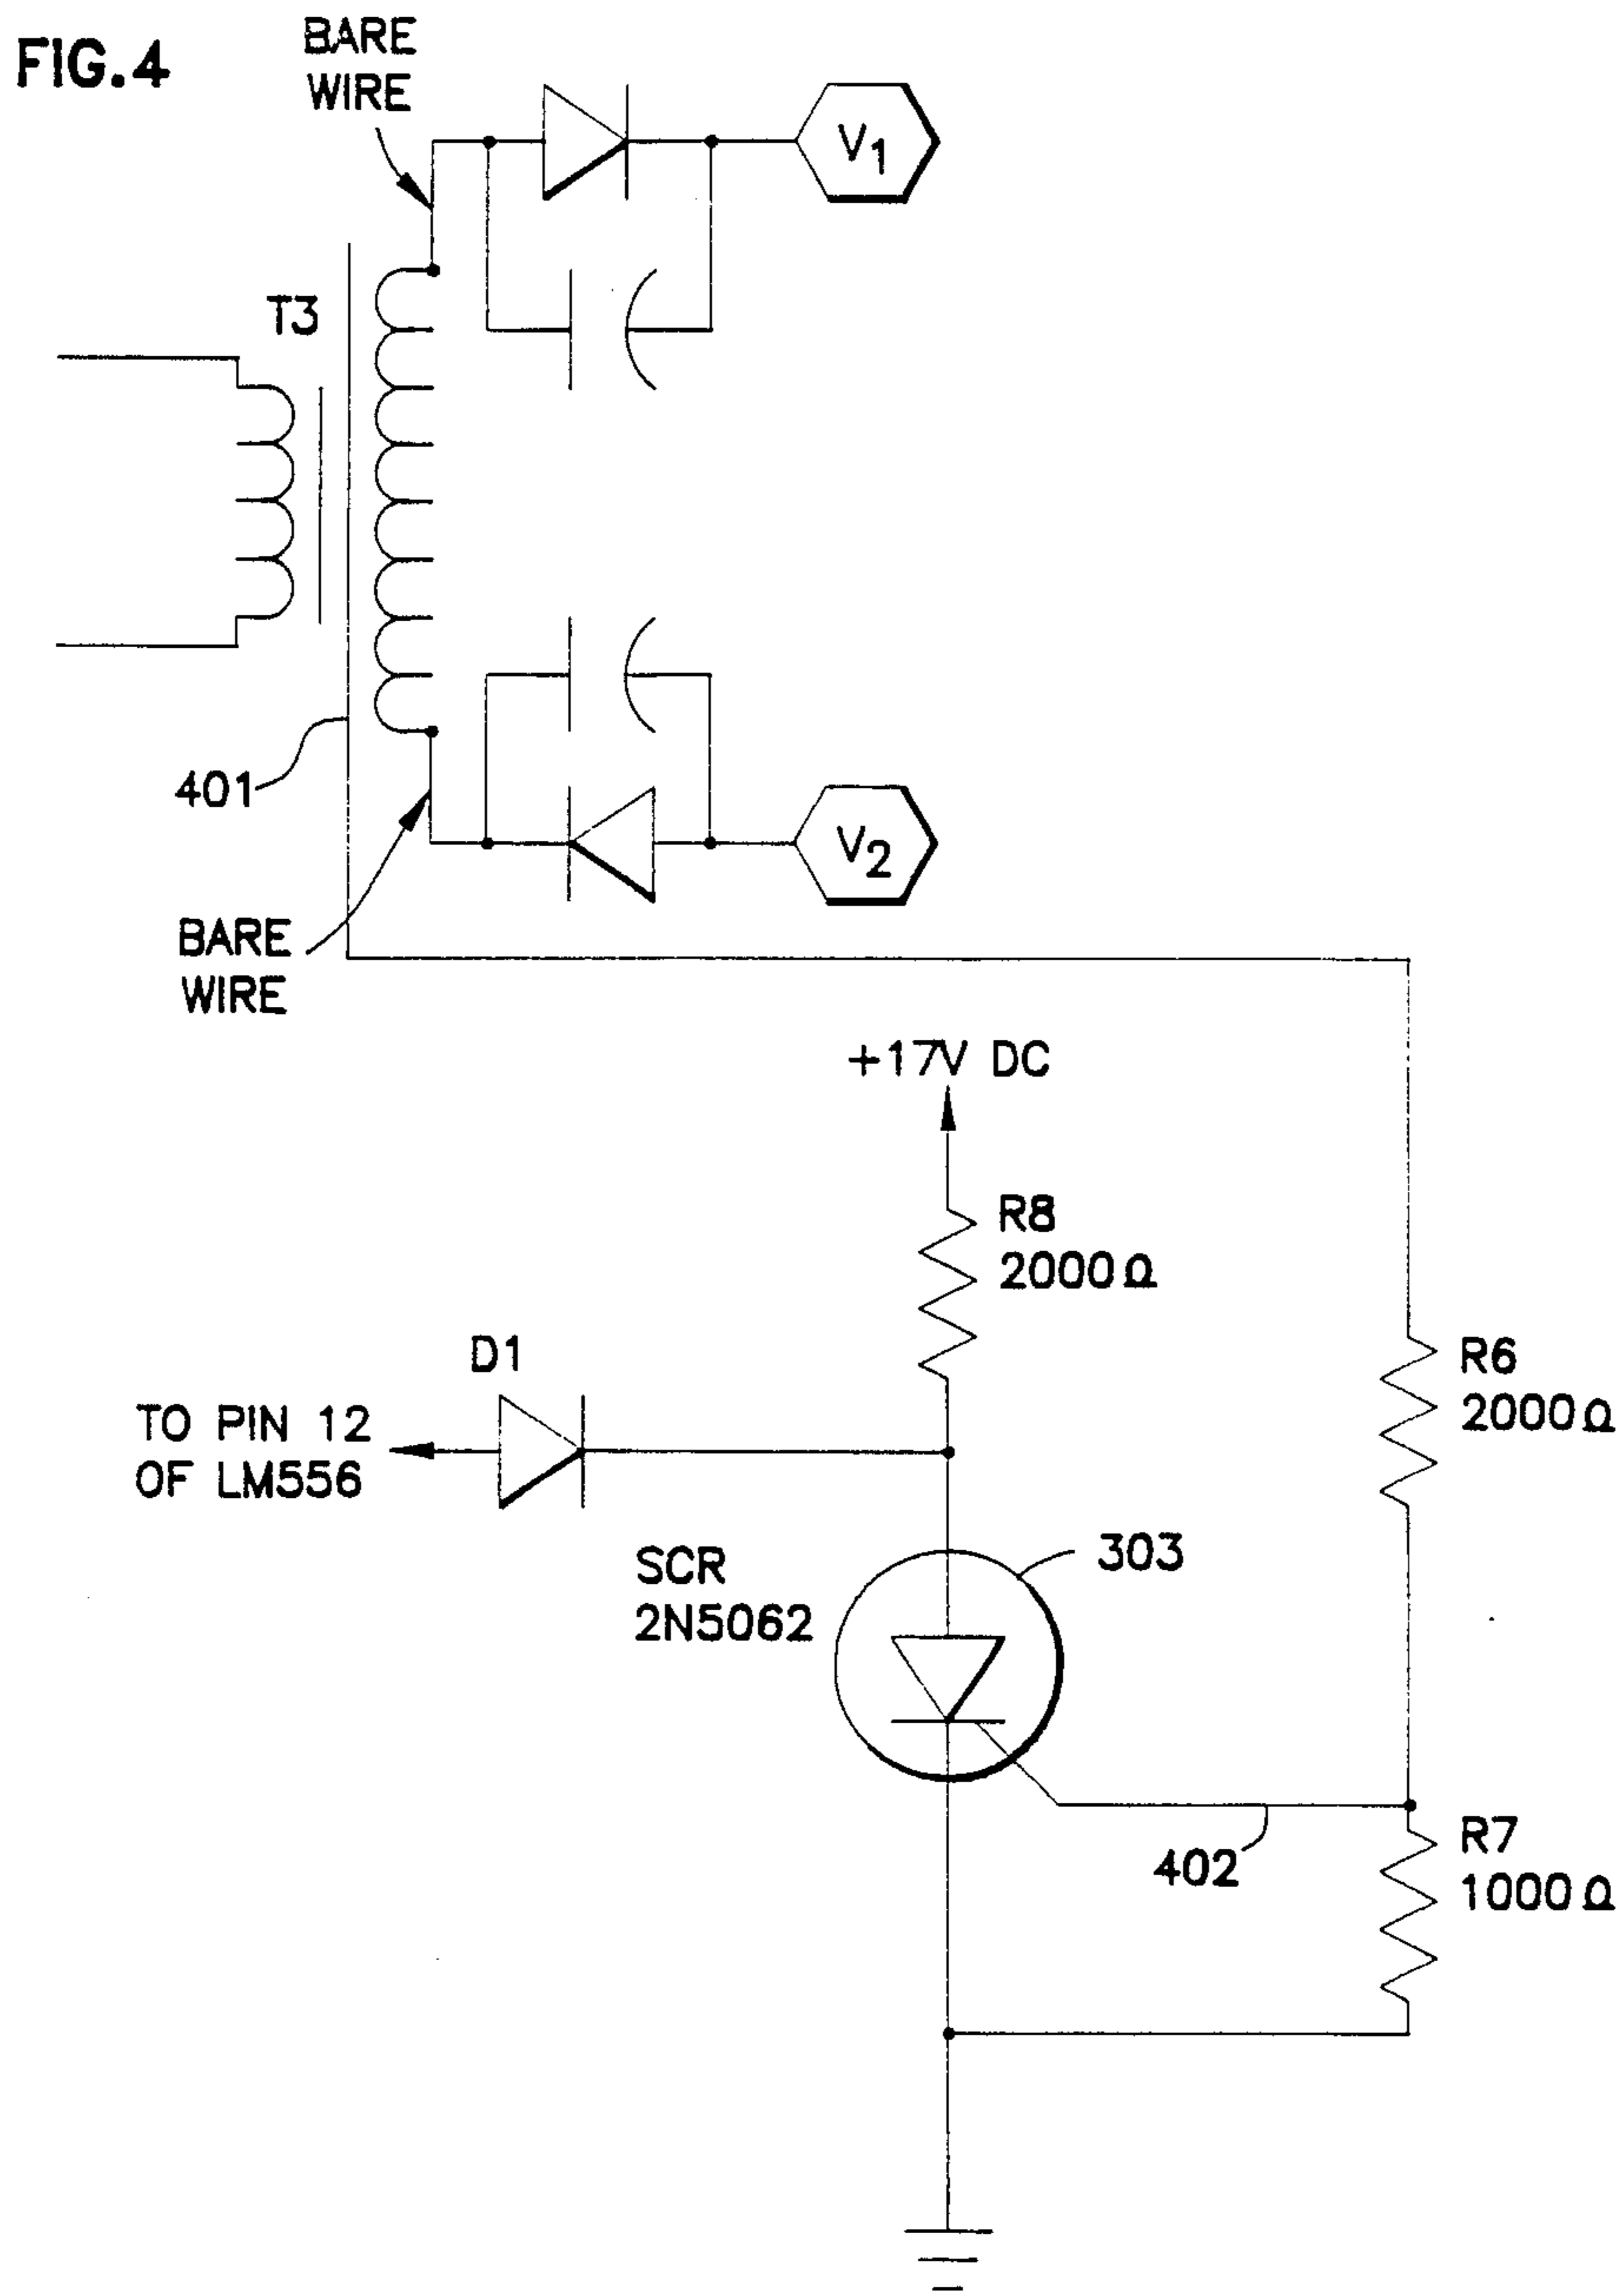 FIG.4
BARE
WIRE
V1
T3
401
V2
BARE
WIRE
+17V DC
R8
2000Ω
D1
R6
2000Ω
TO PIN 12
OF LM556
SCR
2N5062
303
402
R7
1000Ω